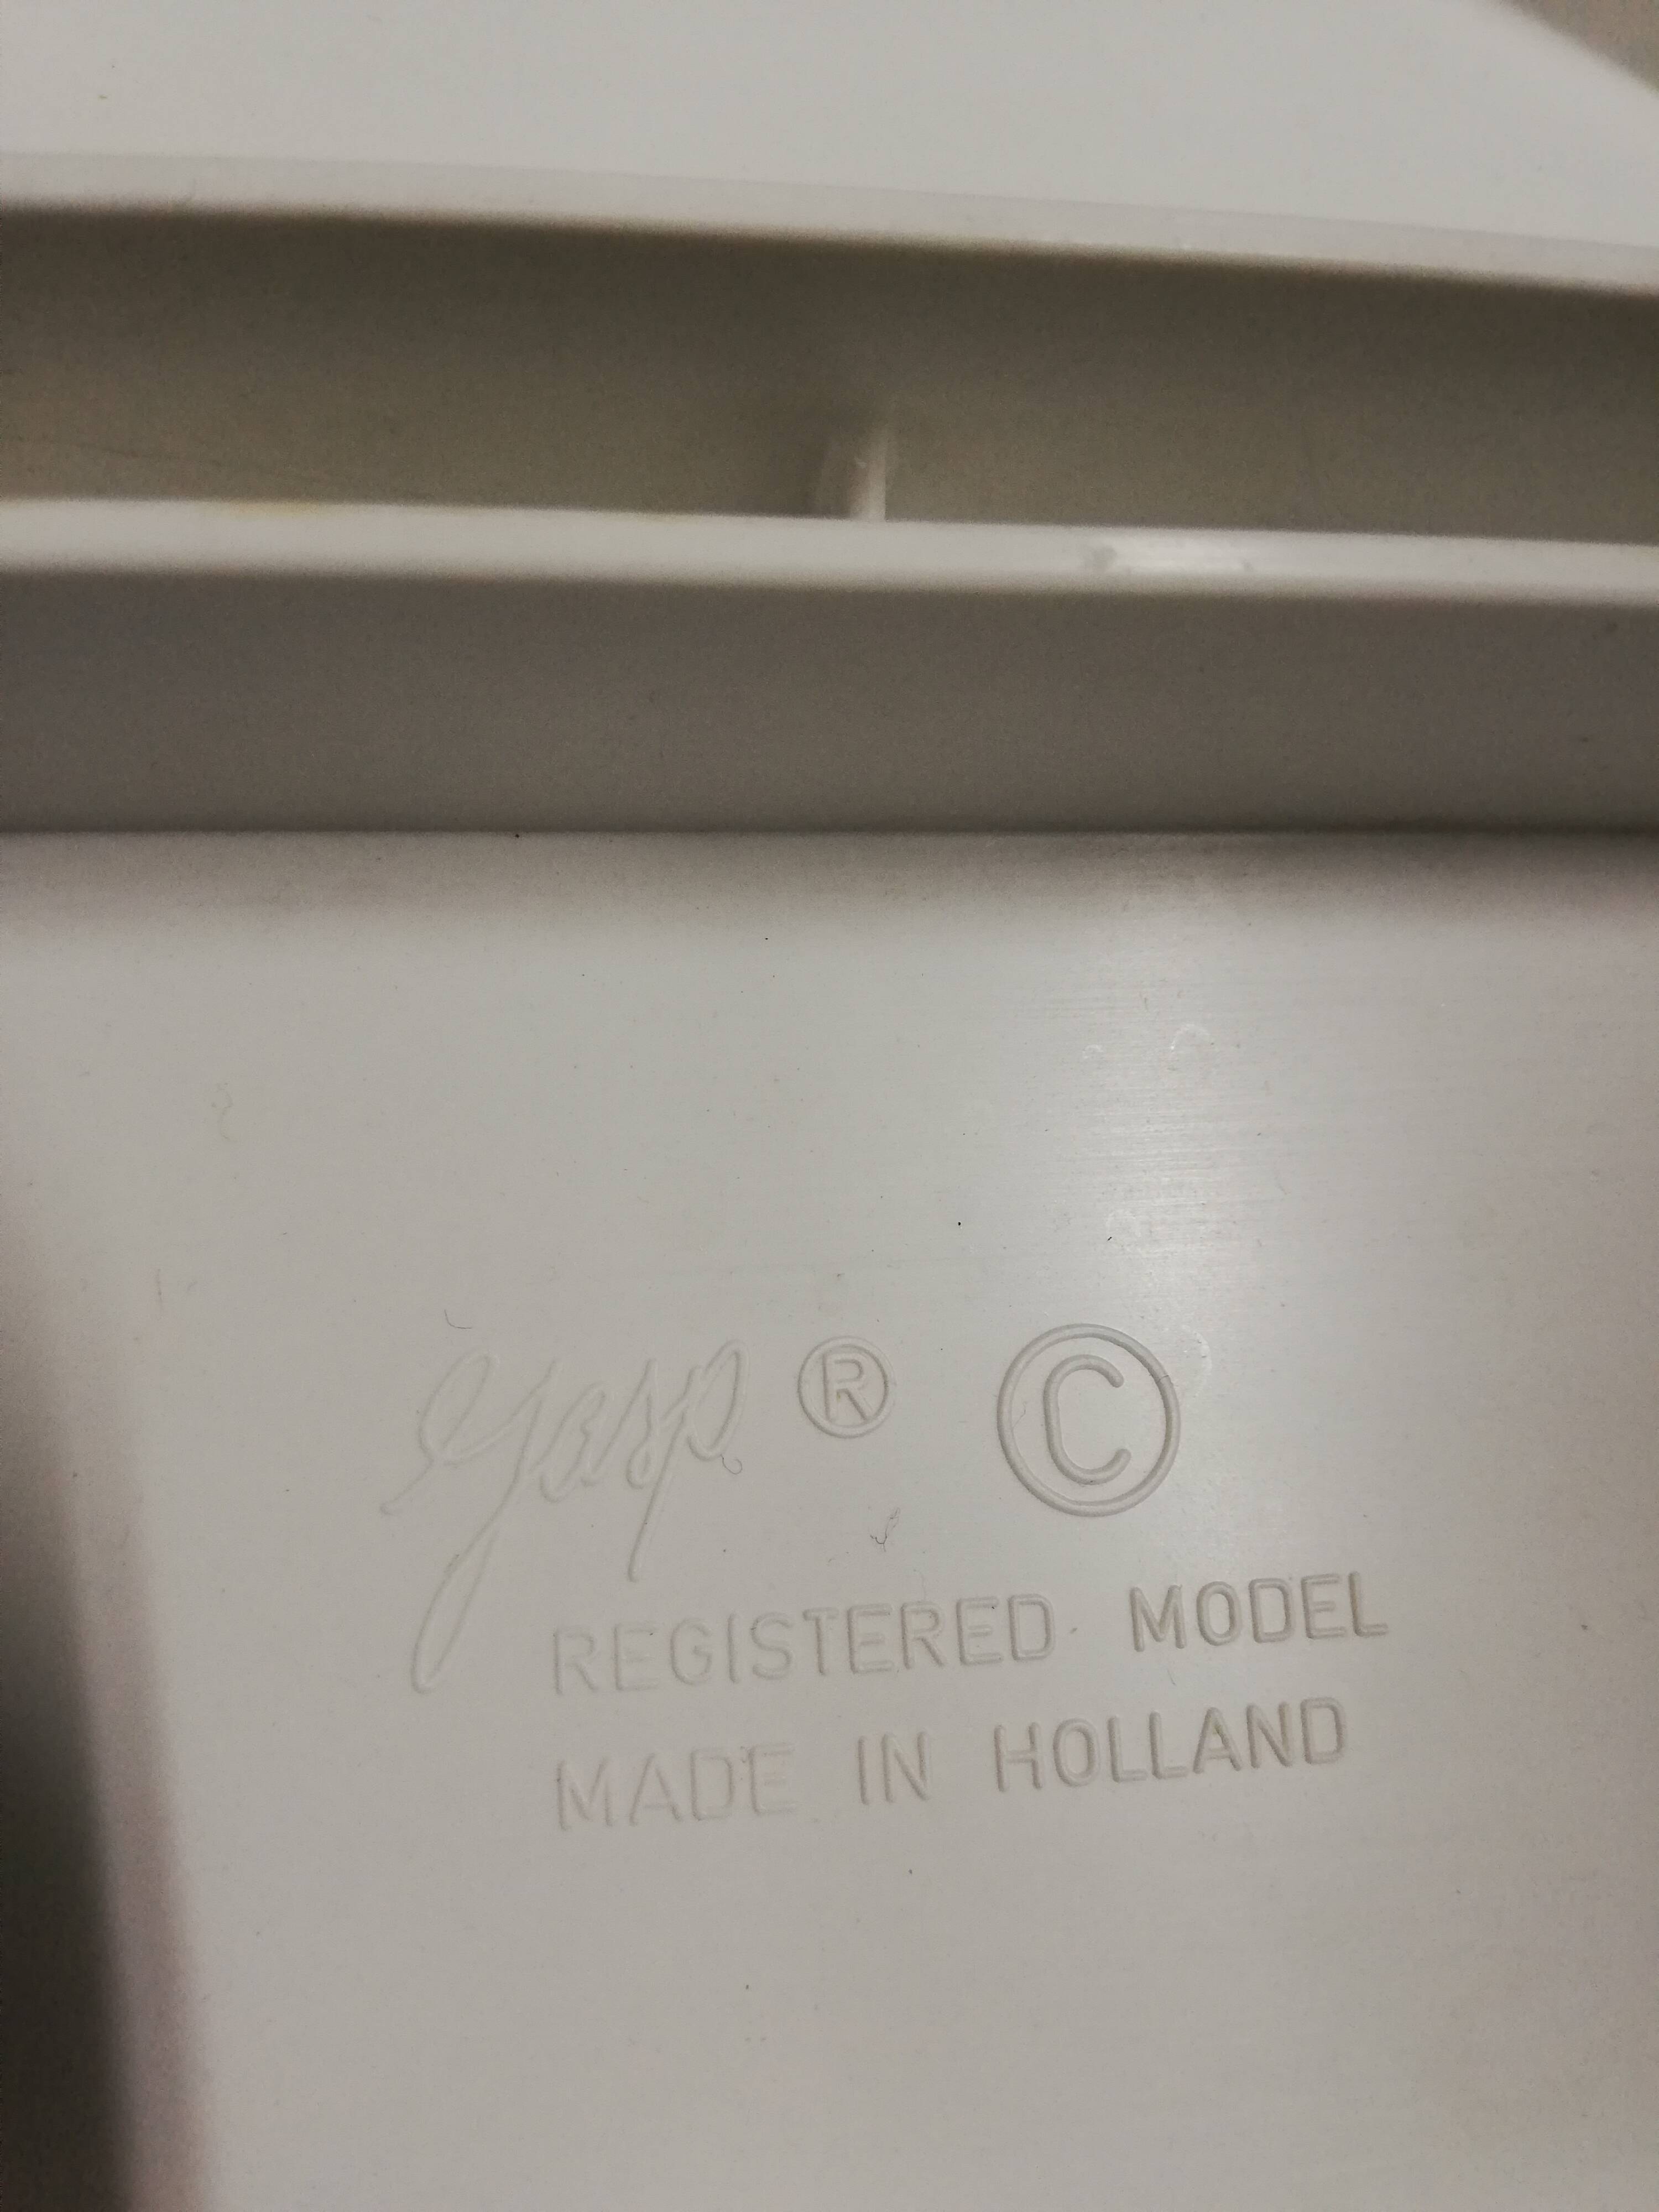 Yasp ® ©
REGISTERED MODEL
MADE IN HOLLAND